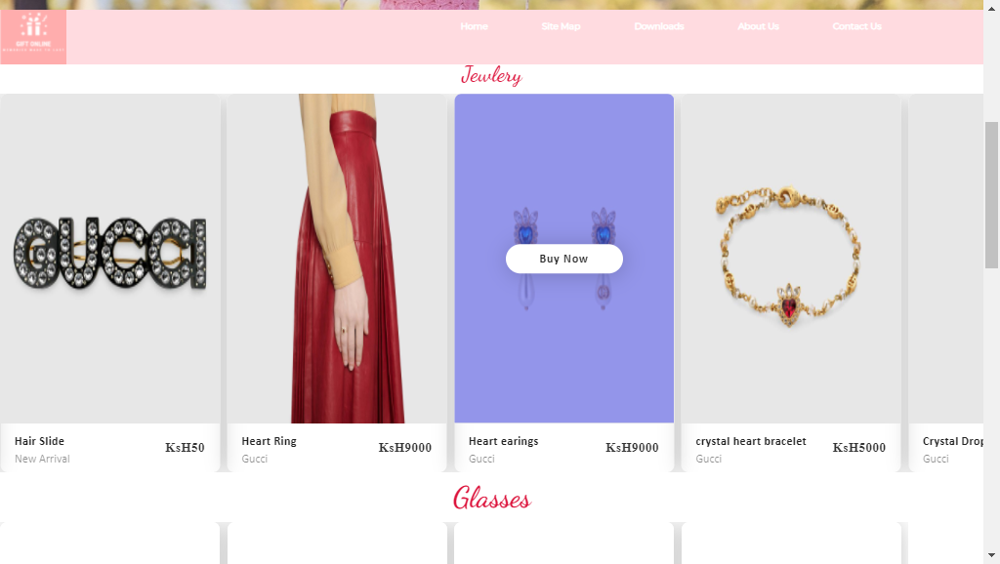 Home Site Map Downloads About Us Contact Us
GIFT ONLINE
Jewlery
GUCCI
Buy Now
Hair Slide
New Arrival
KsH50
Heart Ring
Gucci
KsH9000
Heart earings
Gucci
KsH9000
crystal heart bracelet
Gucci
KsH5000
Crystal Drop
Gucci
Glasses